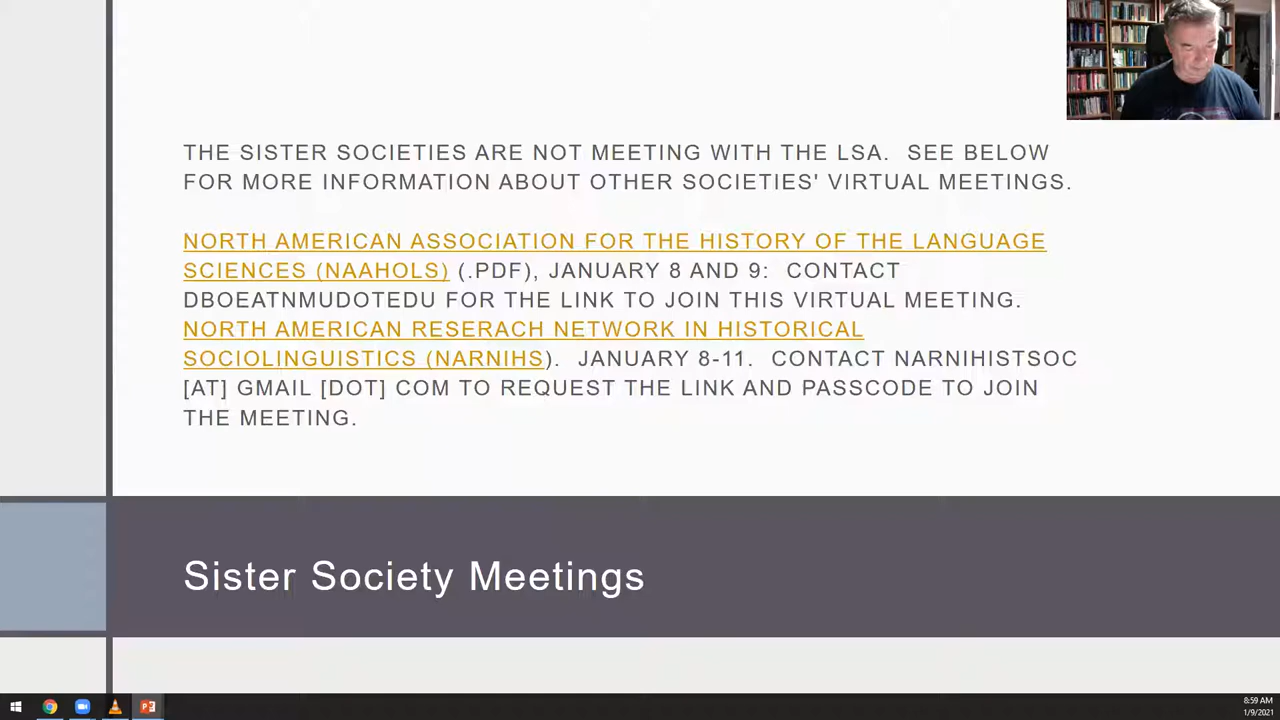 THE SISTER SOCIETIES ARE NOT MEETING WITH THE LSA.  SEE BELOW
FOR MORE INFORMATION ABOUT OTHER SOCIETIES' VIRTUAL MEETINGS.
NORTH AMERICAN ASSOCIATION FOR THE HISTORY OF THE LANGUAGE
SCIENCES (NAAHOLS) (.PDF), JANUARY 8 AND 9:  CONTACT
DBOEATNMUDOTEDU FOR THE LINK TO JOIN THIS VIRTUAL MEETING.
NORTH AMERICAN RESERACH NETWORK IN HISTORICAL
SOCIOLINGUISTICS (NARNIHS).  JANUARY 8-11.  CONTACT NARNIHISTSOC
[AT] GMAIL [DOT] COM TO REQUEST THE LINK AND PASSCODE TO JOIN
THE MEETING.
Sister Society Meetings
8:59 AM
1/9/2021